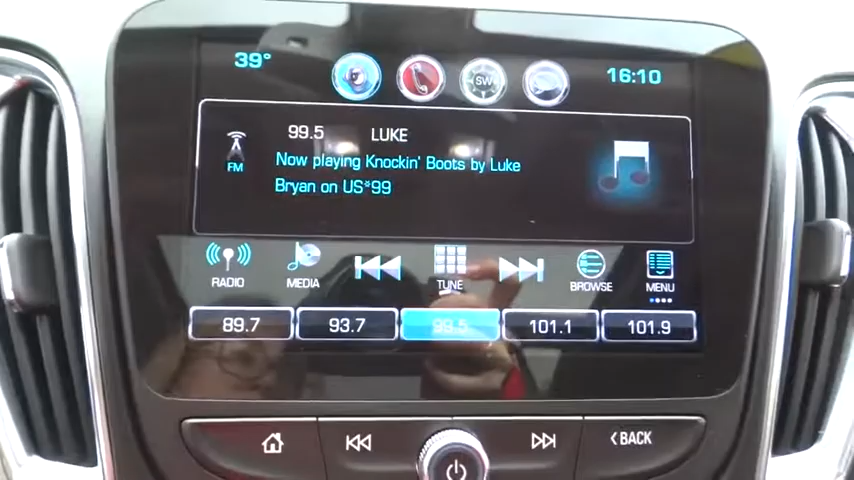 39°
SW
16:10
99.5 LUKE
FM
Now playing Knockin' Boots by Luke
Bryan on US*99
RADIO MEDIA TUNE BROWSE MENU
89.7 93.7 99.5 101.1 101.9
BACK